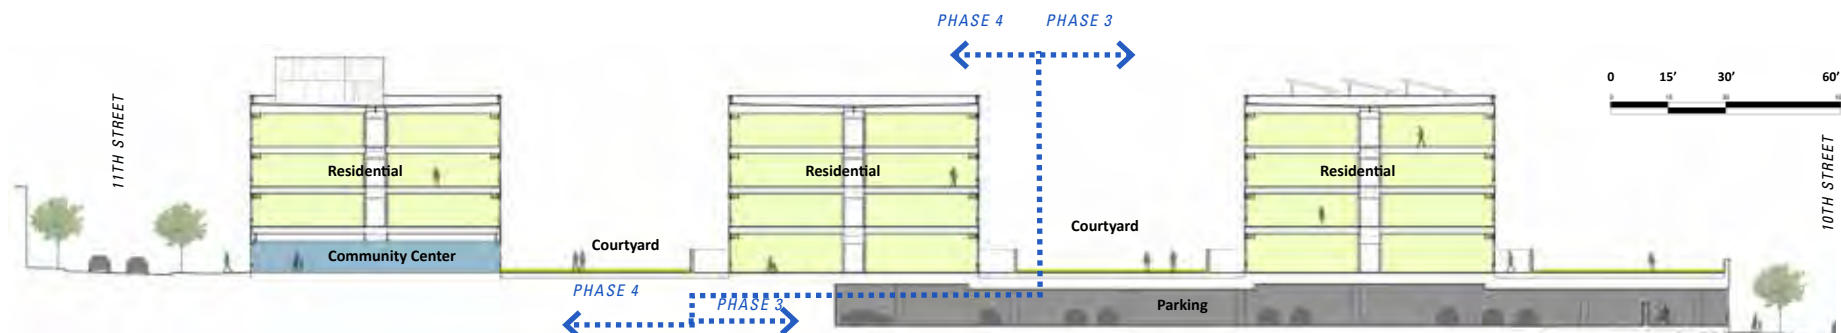 PHASE 4
PHASE 3
0 15’ 30’ 60’
11TH STREET
10TH STREET
Residential
Residential
Residential
Courtyard
Courtyard
Community Center
PHASE 4
PHASE 3
Parking